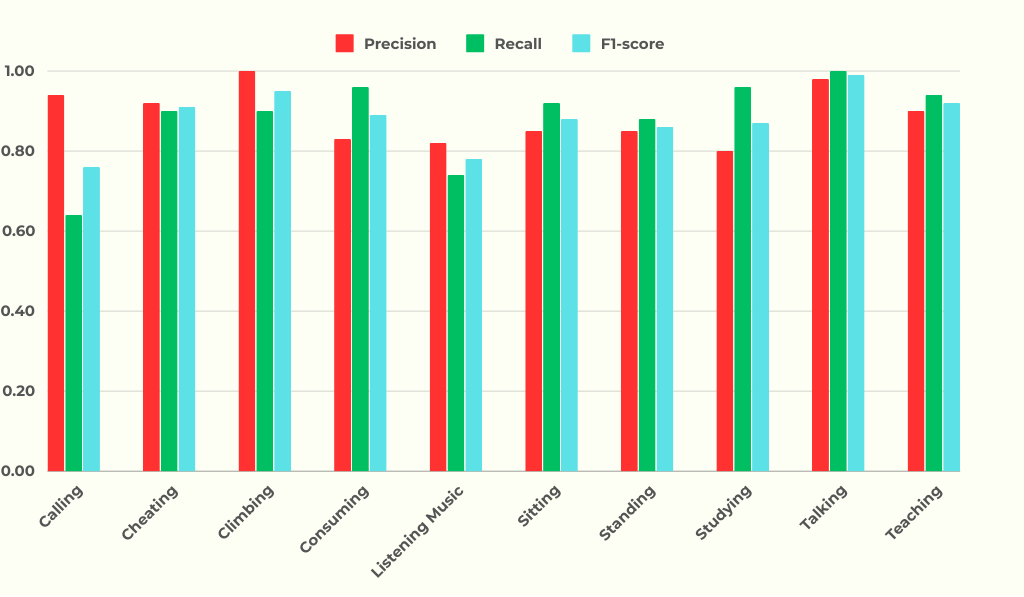 Precision Recall F1-score
1.00
0.80
0.60
0.40
0.20
0.00
Calling
Cheating
Climbing
Consuming
Listening Music
Sitting
Standing
Studying
Talking
Teaching